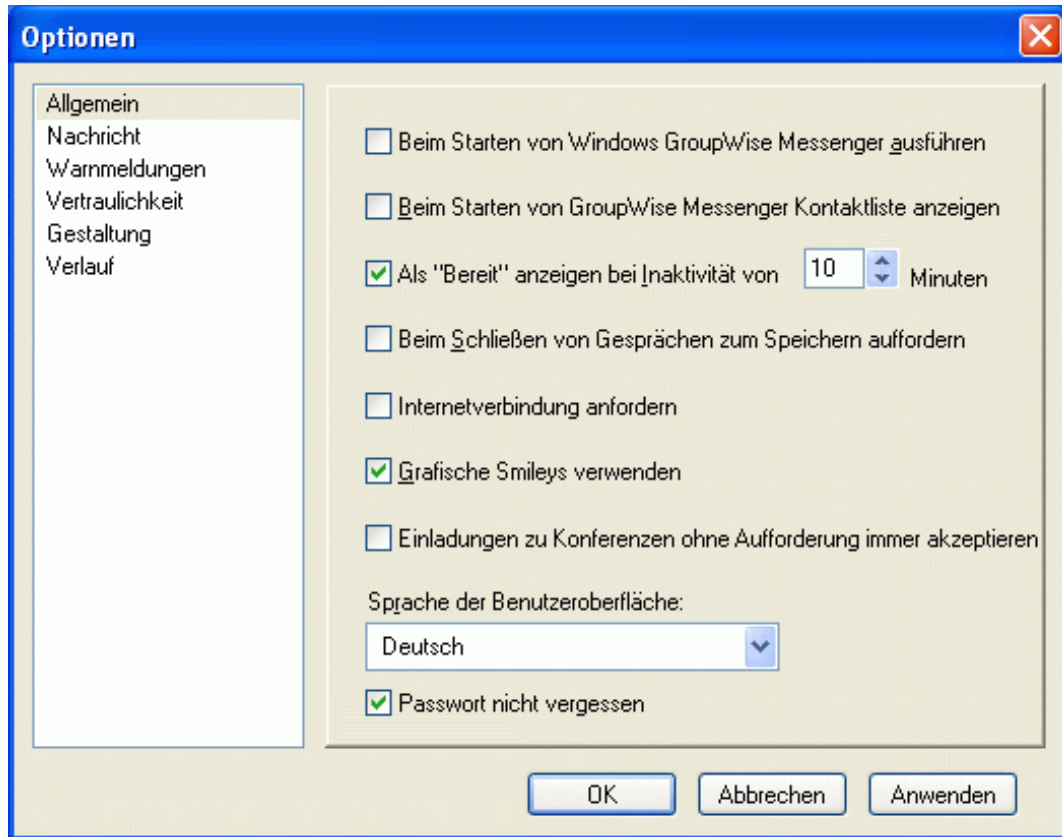 Optionen
Allgemein
Nachricht
Warnmeldungen
Vertraulichkeit
Gestaltung
Verlauf
Beim Starten von Windows GroupWise Messenger ausführen
Beim Starten von GroupWise Messenger Kontaktliste anzeigen
Als "Bereit" anzeigen bei Inaktivität von 10 Minuten
Beim Schließen von Gesprächen zum Speichern auffordern
Internetverbindung anfordern
Grafische Smileys verwenden
Einladungen zu Konferenzen ohne Aufforderung immer akzeptieren
Sprache der Benutzeroberfläche:
Deutsch
Passwort nicht vergessen
OK Abbrechen Anwenden